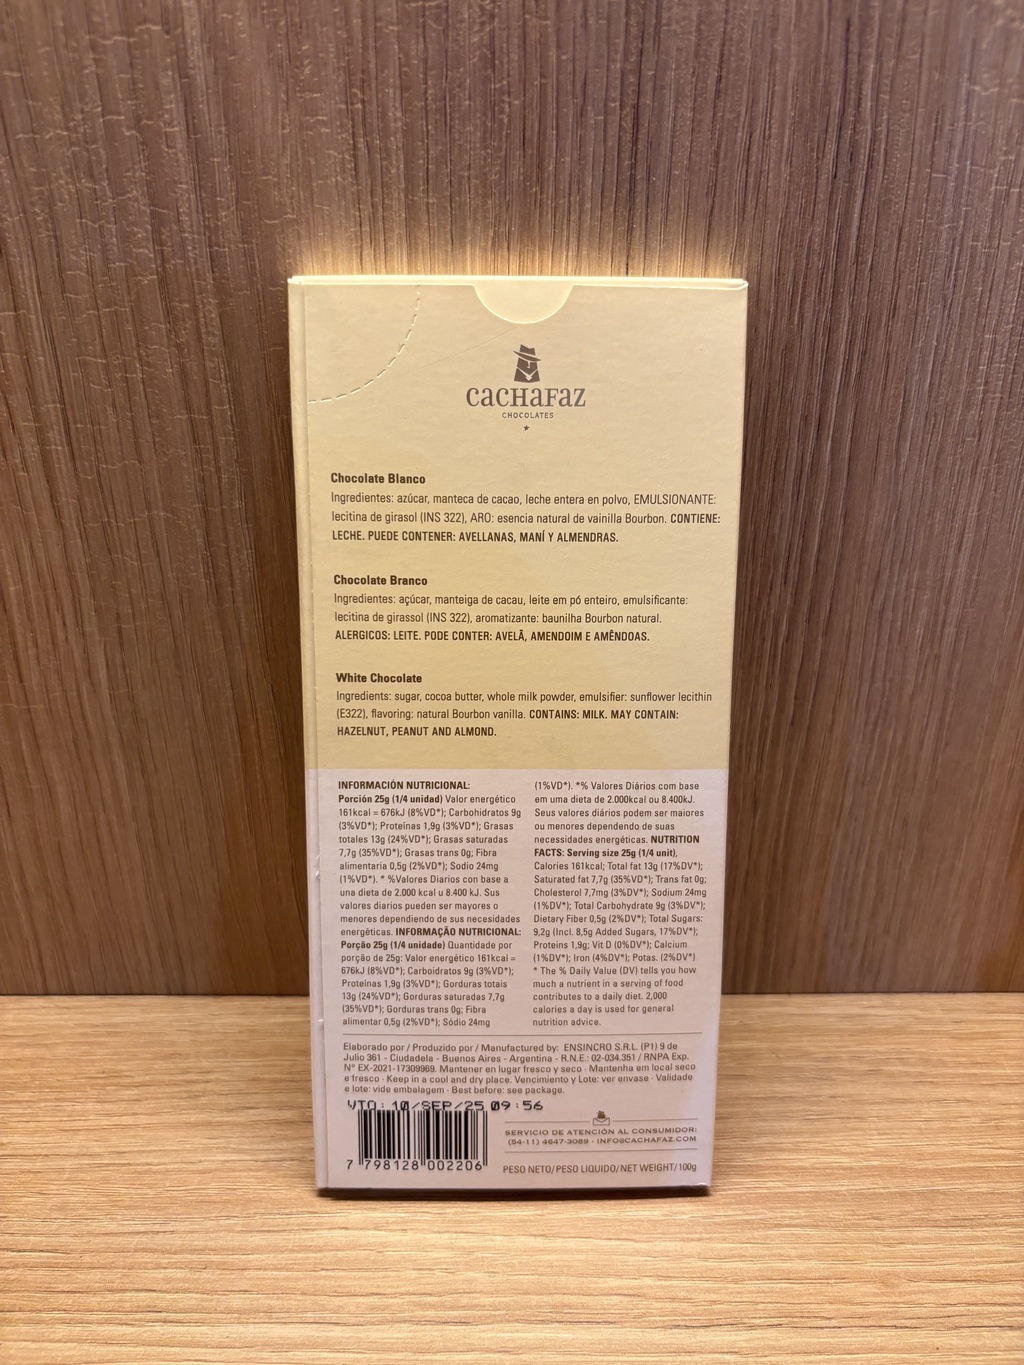 CACHAFAZ
CHOCOLATES
Chocolate Blanco
Ingredientes: azúcar, manteca de cacao, leche entera en polvo, EMULSIONANTE:
lecitina de girasol (INS 322), ARO: esencia natural de vainilla Bourbon. CONTIENE:
LECHE. PUEDE CONTENER: AVELLANAS, MANÍ Y ALMENDRAS.
Chocolate Branco
Ingredientes: açúcar, manteiga de cacau, leite em pó enteiro, emulsificante:
lecitina de girassol (INS 322), aromatizante: baunilha Bourbon natural.
ALERGICOS: LEITE. PODE CONTER: AVELÃ, AMENDOIM E AMÊNDOAS.
White Chocolate
Ingredients: sugar, cocoa butter, whole milk powder, emulsifier: sunflower lecithin
(E322), flavoring: natural Bourbon vanilla. CONTAINS: MILK. MAY CONTAIN:
HAZELNUT, PEANUT AND ALMOND.
INFORMACIÓN NUTRICIONAL:
Porción 25g (1/4 unidad) Valor energético
161kcal = 676kJ (8%VD*); Carbohidratos 9g
(3%VD*); Proteínas 1,9g (3%VD*); Grasas
totales 13g (24%VD*); Grasas saturadas
7,7g (35%VD*); Grasas trans 0g; Fibra
alimentaria 0,5g (2%VD*); Sodio 24mg
(1%VD*). * %Valores Diarios con base a
una dieta de 2.000 kcal u 8.400 kJ. Sus
valores diarios pueden ser mayores o
menores dependiendo de sus necesidades
energéticas. INFORMAÇÃO NUTRICIONAL:
Porção 25g (1/4 unidade) Quantidade por
porção de 25g: Valor energético 161kcal =
676kJ (8%VD*); Carboidratos 9g (3%VD*);
Proteínas 1,9g (3%VD*); Gorduras totais
13g (24%VD*); Gorduras saturadas 7,7g
(35%VD*); Gorduras trans 0g; Fibra
alimentar 0,5g (2%VD*); Sódio 24mg
(1%VD*). *% Valores Diários com base
em uma dieta de 2.000kcal ou 8.400kJ.
Seus valores diários podem ser maiores
ou menores dependendo de suas
necessidades energéticas. NUTRITION
FACTS: Serving size 25g (1/4 unit),
Calories 161kcal; Total fat 13g (17%DV*);
Saturated fat 7,7g (35%VD*); Trans fat 0g;
Cholesterol 7,7mg (3%DV*); Sodium 24mg
(1%DV*); Total Carbohydrate 9g (3%DV*);
Dietary Fiber 0,5g (2%DV*); Total Sugars:
9,2g (Incl. 8,5g Added Sugars, 17%DV*);
Proteins 1,9g; Vit D (0%DV*); Calcium
(1%DV*); Iron (4%DV*); Potas. (2%DV*)
* The % Daily Value (DV) tells you how
much a nutrient in a serving of food
contributes to a daily diet. 2,000
calories a day is used for general
nutrition advice.
Elaborado por / Produzido por / Manufactured by: ENSINCRO S.R.L. (P1) 9 de
Julio 361 - Ciudadela - Buenos Aires - Argentina - R.N.E.: 02-034.351 / RNPA Exp.
N° EX-2021-17309969. Mantener en lugar fresco y seco · Mantenha em local seco
e fresco · Keep in a cool and dry place. Vencimiento y Lote: ver envase · Validade
e lote: vide embalagem · Best before: see package.
VTO: 10/SEP/25 09:56
7 798128 002206
SERVICIO DE ATENCIÓN AL CONSUMIDOR:
(54-11) 4647-3089 · INFO@CACHAFAZ.COM
PESO NETO/PESO LIQUIDO/NET WEIGHT/100g